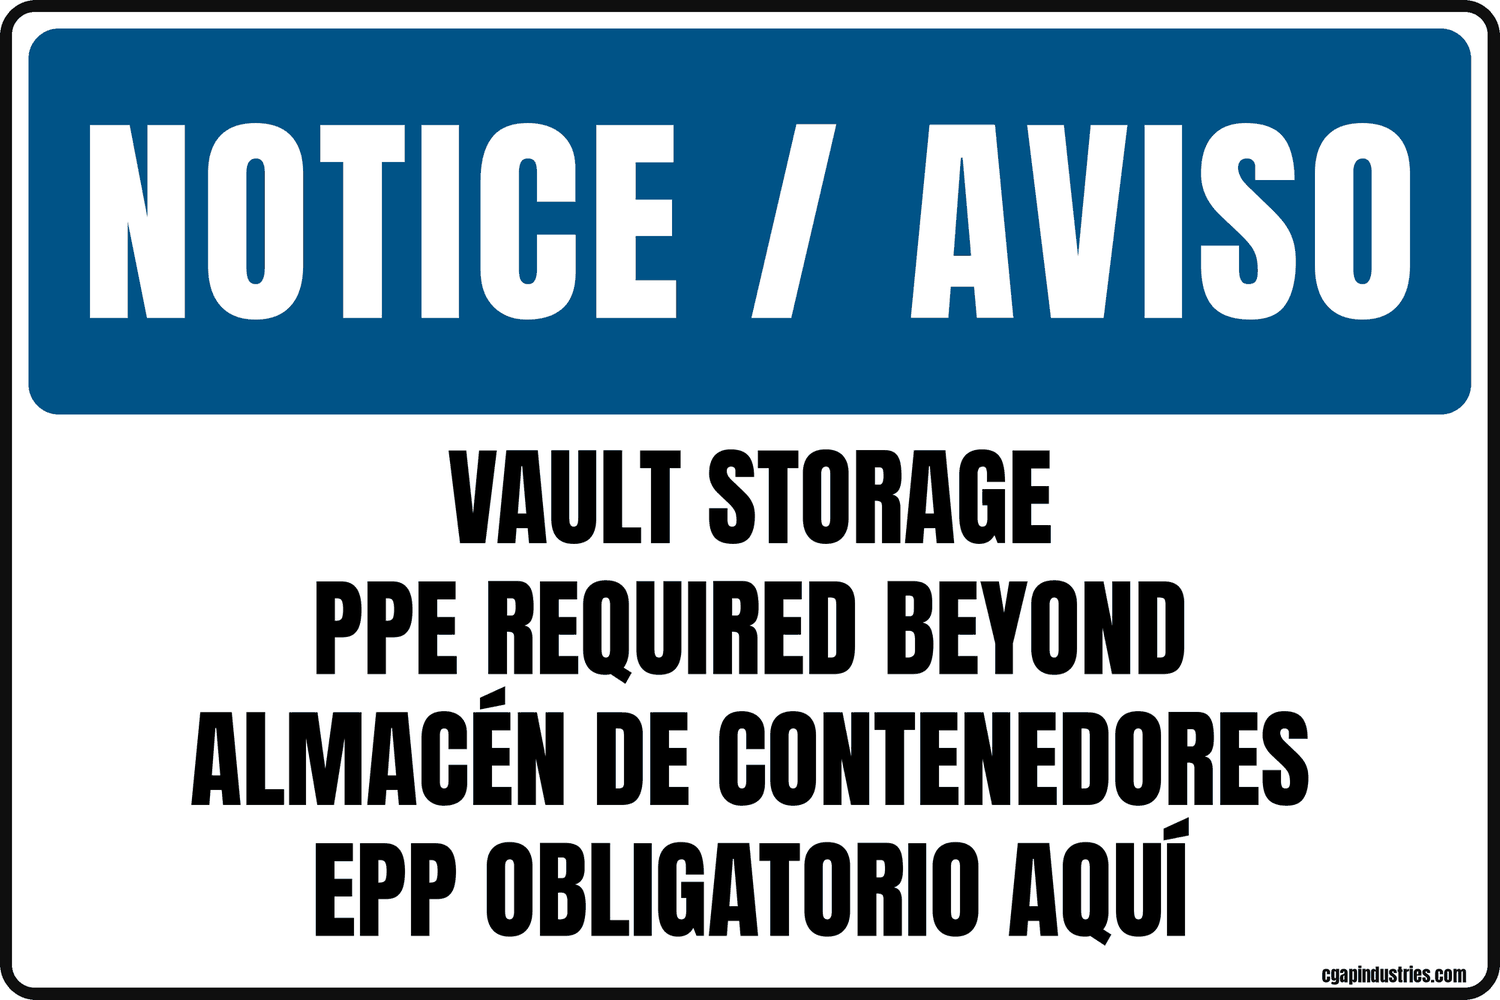 NOTICE / AVISO
VAULT STORAGE
PPE REQUIRED BEYOND
ALMACÉN DE CONTENEDORES
EPP OBLIGATORIO AQUÍ
cgapindustries.com